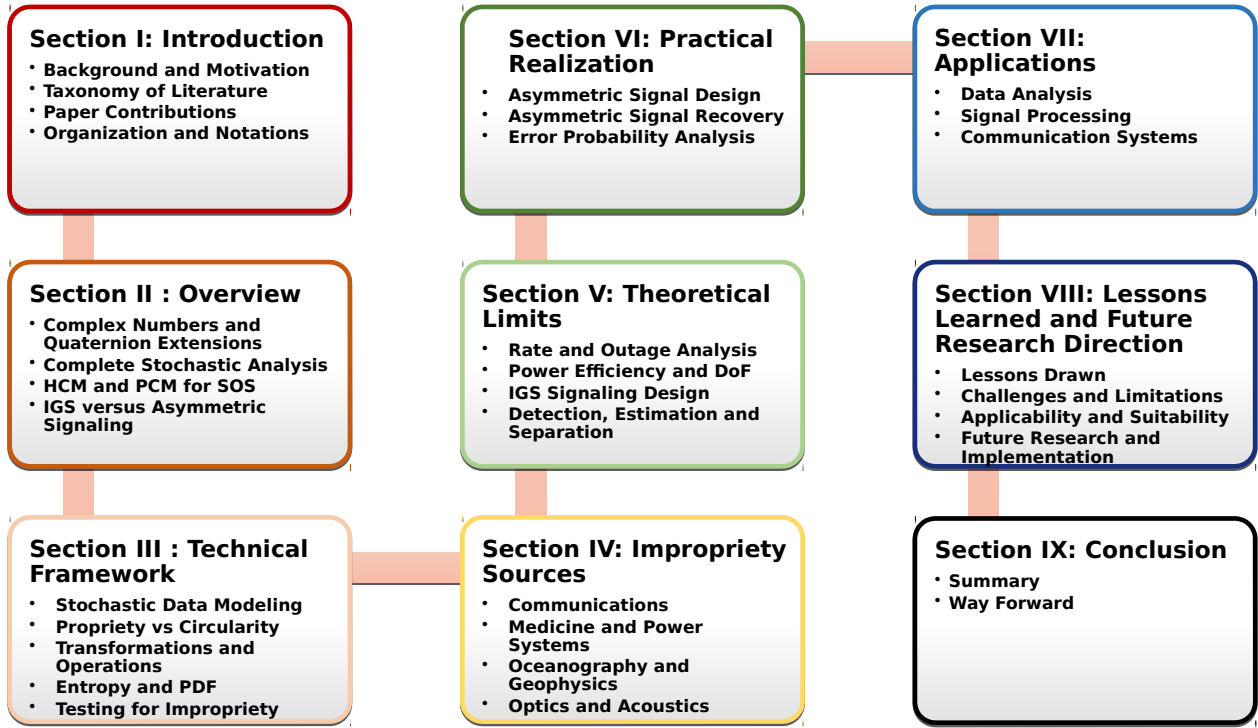 Section I: Introduction
• Background and Motivation
• Taxonomy of Literature
• Paper Contributions
• Organization and Notations
Section II : Overview
• Complex Numbers and
Quaternion Extensions
• Complete Stochastic Analysis
• HCM and PCM for SOS
• IGS versus Asymmetric
Signaling
Section III : Technical
Framework
• Stochastic Data Modeling
• Propriety vs Circularity
• Transformations and
Operations
• Entropy and PDF
• Testing for Impropriety
Section IV: Impropriety
Sources
• Communications
• Medicine and Power
Systems
• Oceanography and
Geophysics
• Optics and Acoustics
Section V: Theoretical
Limits
• Rate and Outage Analysis
• Power Efficiency and DoF
• IGS Signaling Design
• Detection, Estimation and
Separation
Section VI: Practical
Realization
• Asymmetric Signal Design
• Asymmetric Signal Recovery
• Error Probability Analysis
Section VII:
Applications
• Data Analysis
• Signal Processing
• Communication Systems
Section VIII: Lessons
Learned and Future
Research Direction
• Lessons Drawn
• Challenges and Limitations
• Applicability and Suitability
• Future Research and
Implementation
Section IX: Conclusion
• Summary
• Way Forward